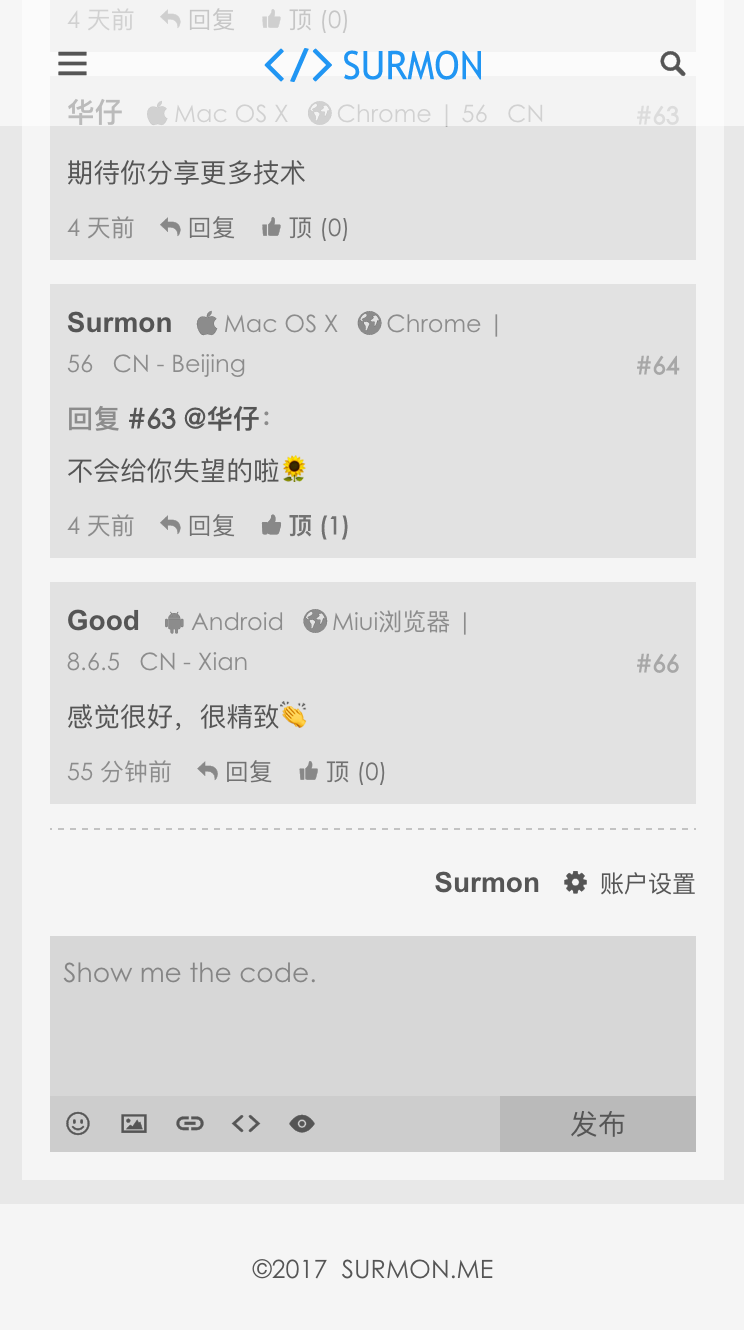 4 天前 回复 顶 (0)
</> SURMON
华仔 Mac OS X Chrome | 56 CN #63
期待你分享更多技术
4 天前 回复 顶 (0)
Surmon Mac OS X Chrome |
56 CN - Beijing #64
回复 #63 @华仔：
不会给你失望的啦🌻
4 天前 回复 顶 (1)
Good Android Miui浏览器 |
8.6.5 CN - Xian #66
感觉很好，很精致👏
55 分钟前 回复 顶 (0)
Surmon 账户设置
Show me the code.
发布
©2017 SURMON.ME